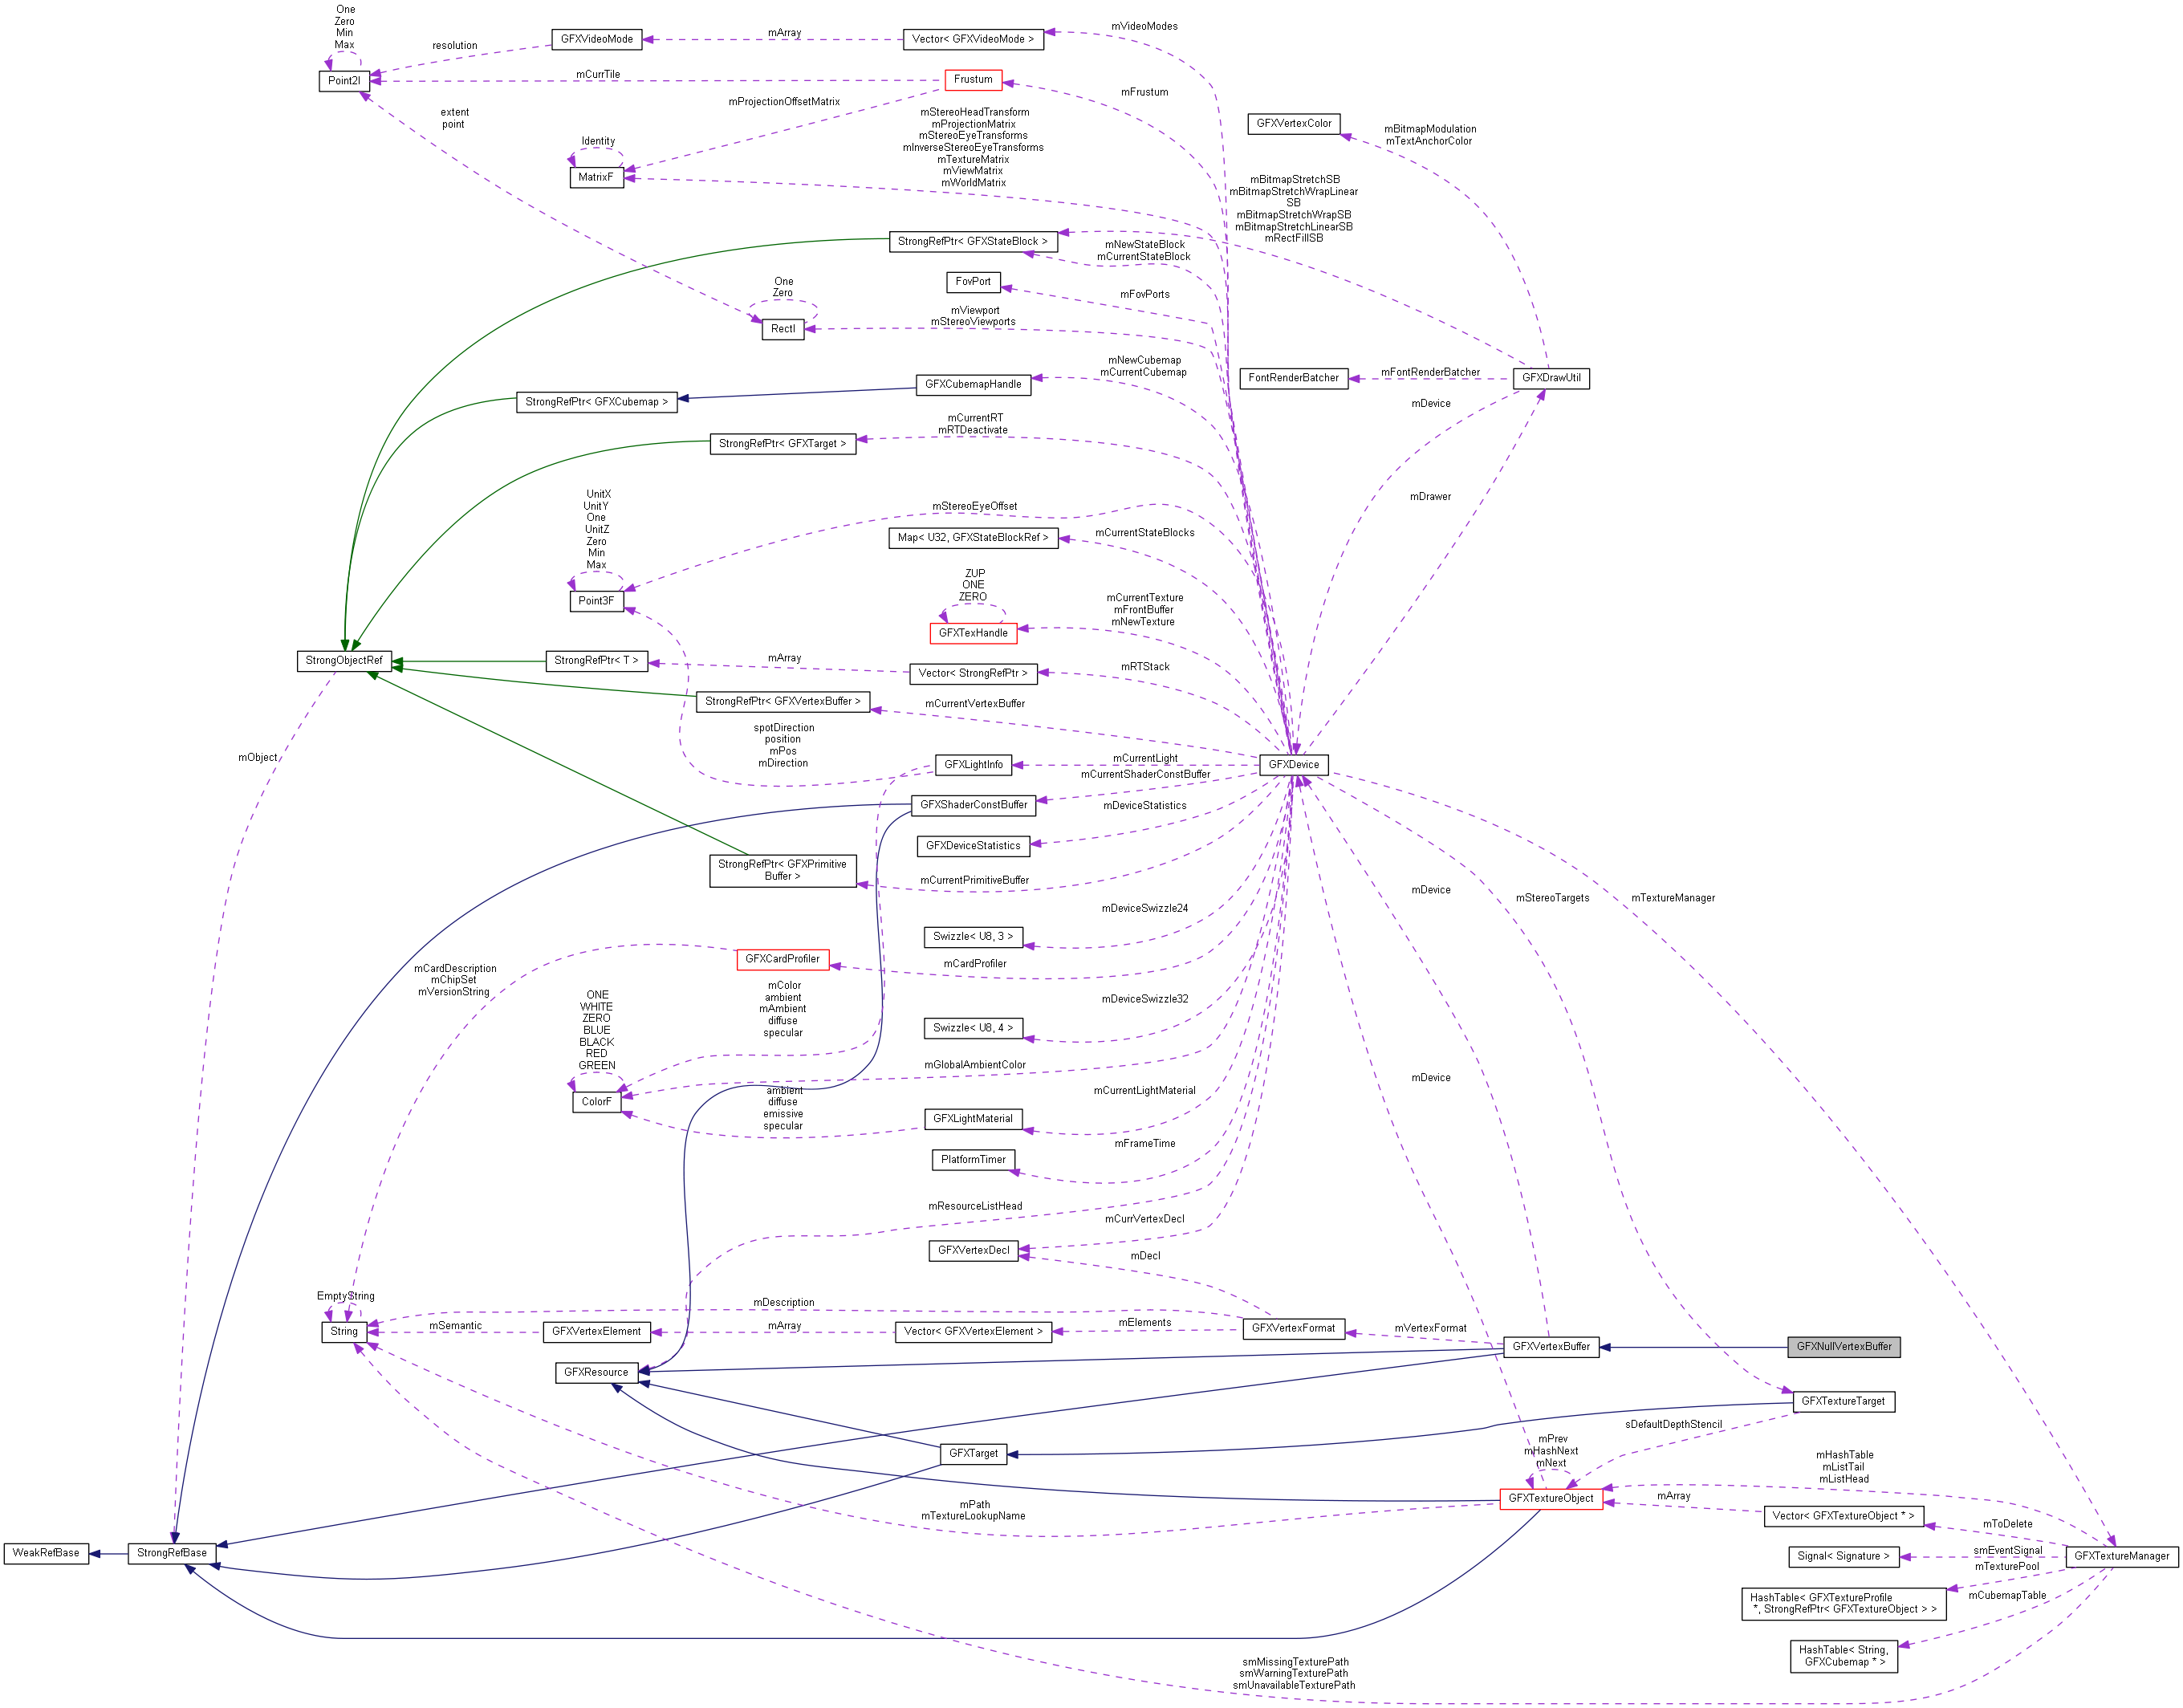 One
Zero
Min
Max
Point2I
resolution
GFXVideoMode
mArray
Vector< GFXVideoMode >
mVideoModes
mCurrTile
Frustum
mFrustum
mProjectionOffsetMatrix
extent
point
mStereoHeadTransform
mProjectionMatrix
mStereoEyeTransforms
mInverseStereoEyeTransforms
mTextureMatrix
mViewMatrix
mWorldMatrix
Identity
MatrixF
GFXVertexColor
mBitmapModulation
mTextAnchorColor
mBitmapStretchSB
mBitmapStretchWrapLinear
SB
mBitmapStretchWrapSB
mBitmapStretchLinearSB
mRectFillSB
StrongRefPtr< GFXStateBlock >
mNewStateBlock
mCurrentStateBlock
FovPort
mFovPorts
One
Zero
RectI
mViewport
mStereoViewports
mNewCubemap
mCurrentCubemap
GFXCubemapHandle
StrongRefPtr< GFXCubemap >
FontRenderBatcher
mFontRenderBatcher
GFXDrawUtil
mDevice
mCurrentRT
mRTDeactivate
StrongRefPtr< GFXTarget >
mDrawer
UnitX
UnitY
One
UnitZ
Zero
Min
Max
Point3F
mStereoEyeOffset
Map< U32, GFXStateBlockRef >
mCurrentStateBlocks
ZUP
ONE
ZERO
GFXTexHandle
mCurrentTexture
mFrontBuffer
mNewTexture
StrongObjectRef
StrongRefPtr< T >
mArray
Vector< StrongRefPtr >
mRTStack
StrongRefPtr< GFXVertexBuffer >
mCurrentVertexBuffer
spotDirection
position
mPos
mDirection
mObject
GFXLightInfo
mCurrentLight
GFXDevice
mCurrentShaderConstBuffer
GFXShaderConstBuffer
mDeviceStatistics
GFXDeviceStatistics
StrongRefPtr< GFXPrimitive
Buffer >
mCurrentPrimitiveBuffer
mDevice
mStereoTargets
mTextureManager
mDeviceSwizzle24
Swizzle< U8, 3 >
GFXCardProfiler
mCardProfiler
mCardDescription
mChipSet
mVersionString
mColor
ambient
mAmbient
diffuse
specular
ONE
WHITE
ZERO
BLUE
BLACK
RED
GREEN
ColorF
mDeviceSwizzle32
Swizzle< U8, 4 >
mGlobalAmbientColor
mDevice
ambient
diffuse
emissive
specular
GFXLightMaterial
mCurrentLightMaterial
mFrameTime
PlatformTimer
mResourceListHead
mCurrVertexDecl
GFXVertexDecl
mDecl
EmptyString
String
mDescription
mSemantic
GFXVertexElement
mArray
Vector< GFXVertexElement >
mElements
GFXVertexFormat
mVertexFormat
GFXVertexBuffer
GFXNullVertexBuffer
GFXResource
GFXTextureTarget
sDefaultDepthStencil
GFXTarget
mPrev
mHashNext
mNext
GFXTextureObject
mHashTable
mListTail
mListHead
mArray
Vector< GFXTextureObject * >
mPath
mTextureLookupName
mToDelete
WeakRefBase
StrongRefBase
Signal< Signature >
smEventSignal
mTexturePool
GFXTextureManager
HashTable< GFXTextureProfile
*, StrongRefPtr< GFXTextureObject > >
mCubemapTable
HashTable< String,
GFXCubemap * >
smMissingTexturePath
smWarningTexturePath
smUnavailableTexturePath